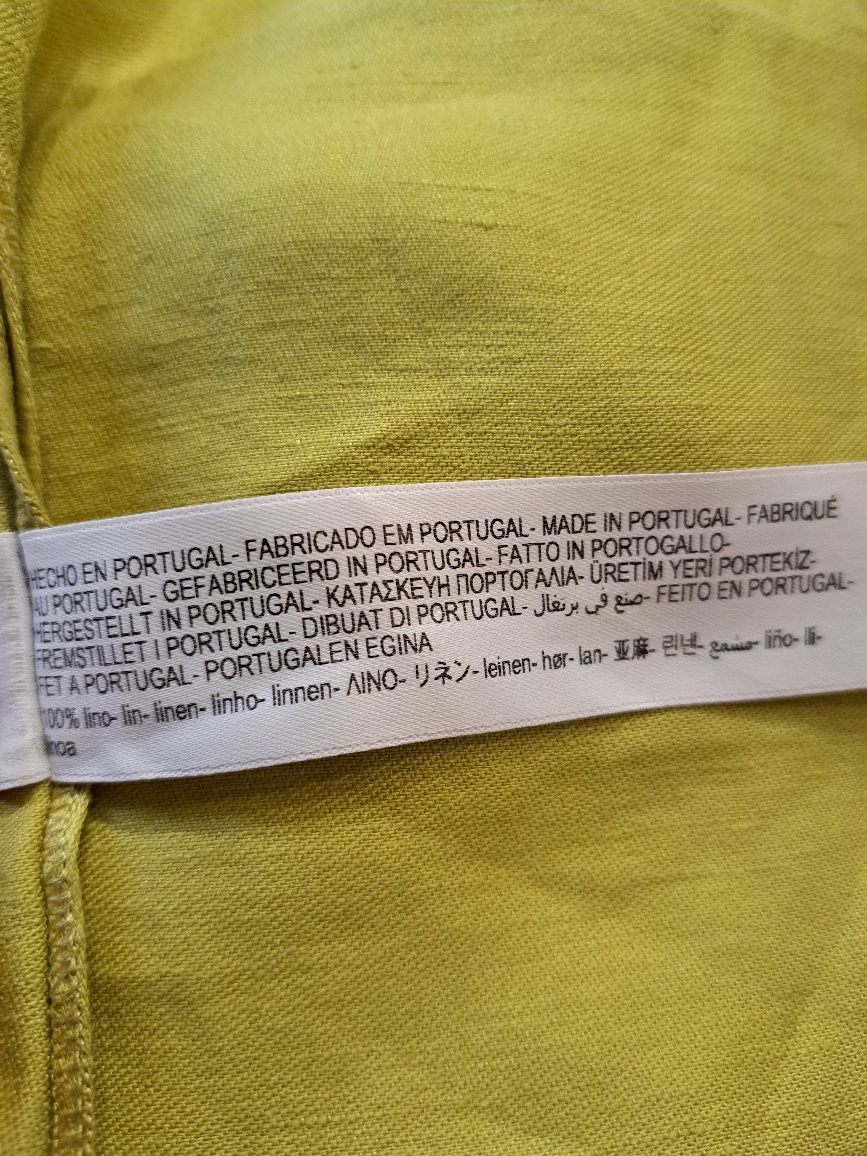 HECHO EN PORTUGAL- FABRICADO EM PORTUGAL- MADE IN PORTUGAL- FABRIQUÉ
AU PORTUGAL- GEFABRICEERD IN PORTUGAL- FATTO IN PORTOGALLO-
HERGESTELLT IN PORTUGAL- ΚΑΤΑΣΚΕΥΗ ΠΟΡΤΟΓΑΛΙΑ- ÜRETİM YERİ PORTEKİZ-
FREMSTILLET I PORTUGAL- DIBUAT DI PORTUGAL- صنع في برتغال- FEITO EN PORTUGAL-
FET A PORTUGAL- PORTUGALEN EGINA
100% lino- lin- linen- linho- linnen- ΛΙΝΟ- リネン- leinen- hør- lan- 亚麻- 린넨- مشمع liño- lli-